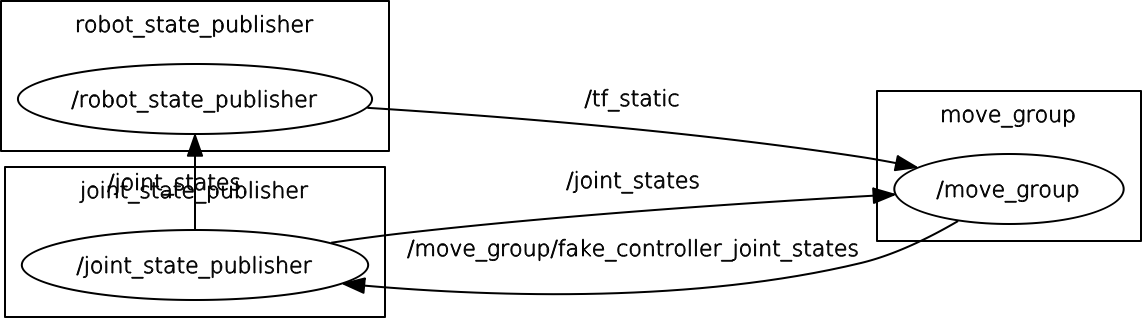 robot_state_publisher
/robot_state_publisher
/tf_static
move_group
/joint_states
joint_state_publisher
/joint_states
/move_group
/move_group/fake_controller_joint_states
/joint_state_publisher